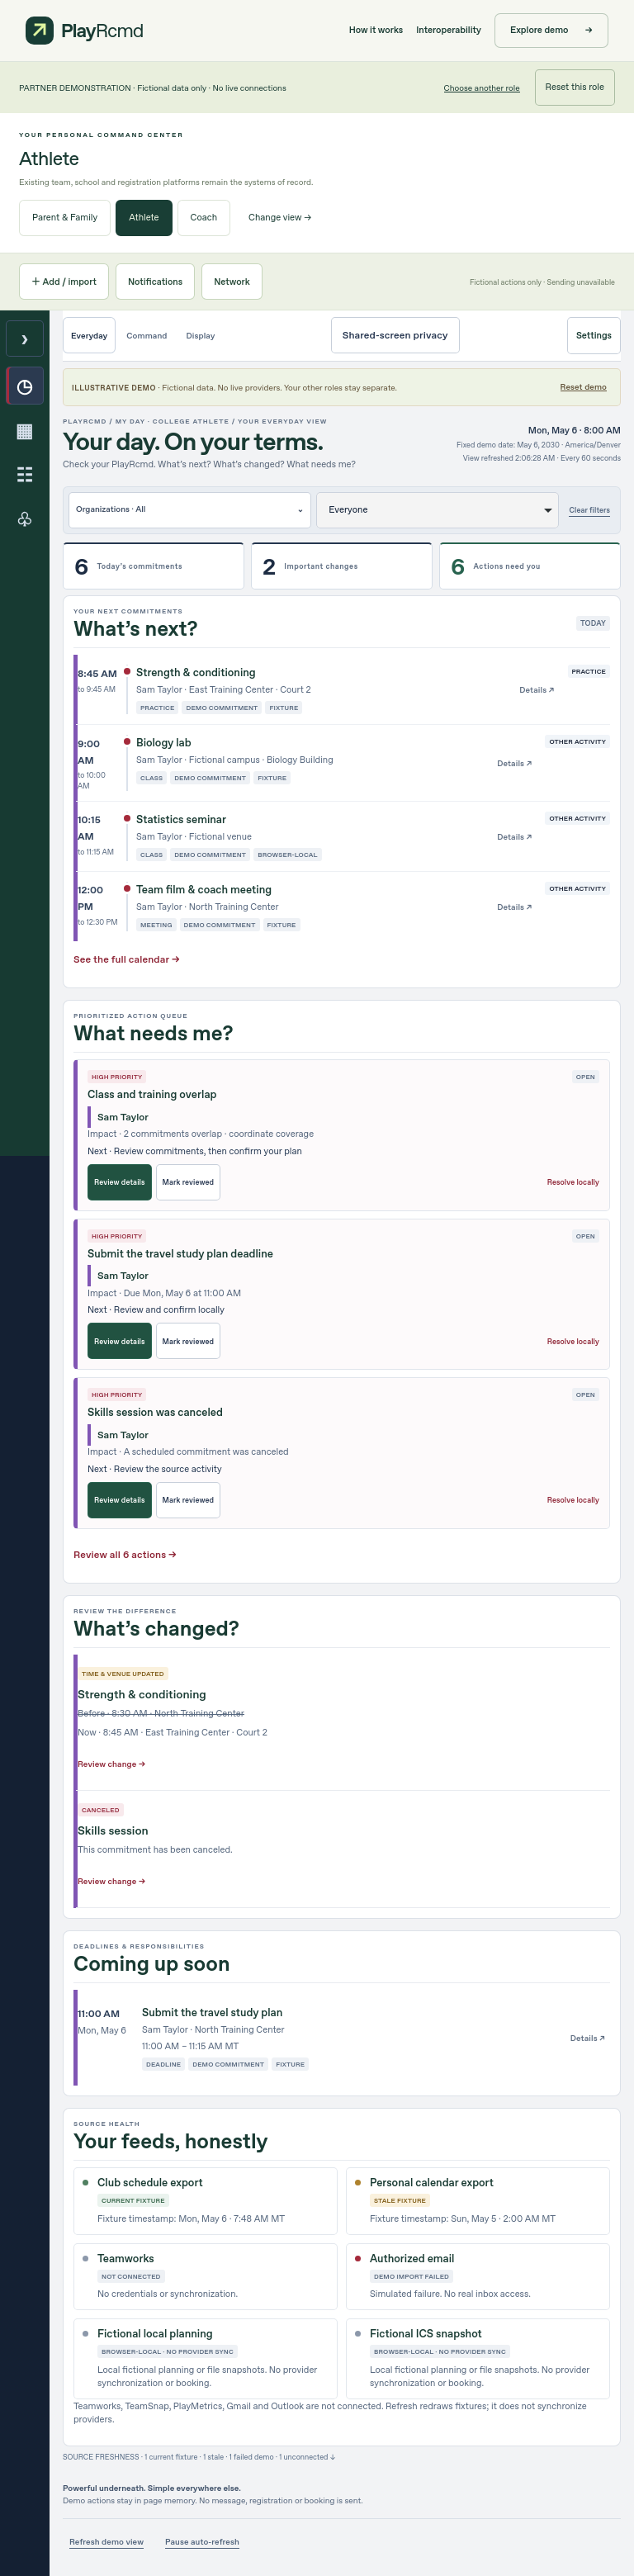 PlayRcmd
How it works
Interoperability
Explore demo →
PARTNER DEMONSTRATION · Fictional data only · No live connections
Choose another role
Reset this role
YOUR PERSONAL COMMAND CENTER
Athlete
Existing team, school and registration platforms remain the systems of record.
Parent & Family
Athlete
Coach
Change view →
+ Add / import
Notifications
Network
Fictional actions only · Sending unavailable
Everyday
Command
Display
Shared-screen privacy
Settings
ILLUSTRATIVE DEMO · Fictional data. No live providers. Your other roles stay separate.
Reset demo
PLAYRCMD / MY DAY · COLLEGE ATHLETE / YOUR EVERYDAY VIEW
Your day. On your terms.
Check your PlayRcmd. What’s next? What’s changed? What needs me?
Mon, May 6 · 8:00 AM
Fixed demo date: May 6, 2030 · America/Denver
View refreshed 2:06:28 AM · Every 60 seconds
Organizations · All
Everyone
Clear filters
6 Today’s commitments
2 Important changes
6 Actions need you
YOUR NEXT COMMITMENTS
What’s next?
TODAY
8:45 AM
to 9:45 AM
Strength & conditioning
Sam Taylor · East Training Center · Court 2
PRACTICE DEMO COMMITMENT FIXTURE
Details ↗
PRACTICE
9:00
AM
to 10:00
AM
Biology lab
Sam Taylor · Fictional campus · Biology Building
CLASS DEMO COMMITMENT FIXTURE
Details ↗
OTHER ACTIVITY
10:15
AM
to 11:15 AM
Statistics seminar
Sam Taylor · Fictional venue
CLASS DEMO COMMITMENT BROWSER-LOCAL
Details ↗
OTHER ACTIVITY
12:00
PM
to 12:30 PM
Team film & coach meeting
Sam Taylor · North Training Center
MEETING DEMO COMMITMENT FIXTURE
Details ↗
OTHER ACTIVITY
See the full calendar →
PRIORITIZED ACTION QUEUE
What needs me?
HIGH PRIORITY
OPEN
Class and training overlap
Sam Taylor
Impact · 2 commitments overlap · coordinate coverage
Next · Review commitments, then confirm your plan
Review details
Mark reviewed
Resolve locally
HIGH PRIORITY
OPEN
Submit the travel study plan deadline
Sam Taylor
Impact · Due Mon, May 6 at 11:00 AM
Next · Review and confirm locally
Review details
Mark reviewed
Resolve locally
HIGH PRIORITY
OPEN
Skills session was canceled
Sam Taylor
Impact · A scheduled commitment was canceled
Next · Review the source activity
Review details
Mark reviewed
Resolve locally
Review all 6 actions →
REVIEW THE DIFFERENCE
What’s changed?
TIME & VENUE UPDATED
Strength & conditioning
Before · 8:30 AM · North Training Center
Now · 8:45 AM · East Training Center · Court 2
Review change →
CANCELED
Skills session
This commitment has been canceled.
Review change →
DEADLINES & RESPONSIBILITIES
Coming up soon
11:00 AM
Mon, May 6
Submit the travel study plan
Sam Taylor · North Training Center
11:00 AM – 11:15 AM MT
DEADLINE DEMO COMMITMENT FIXTURE
Details ↗
SOURCE HEALTH
Your feeds, honestly
Club schedule export
CURRENT FIXTURE
Fixture timestamp: Mon, May 6 · 7:48 AM MT
Personal calendar export
STALE FIXTURE
Fixture timestamp: Sun, May 5 · 2:00 AM MT
Teamworks
NOT CONNECTED
No credentials or synchronization.
Authorized email
DEMO IMPORT FAILED
Simulated failure. No real inbox access.
Fictional local planning
BROWSER-LOCAL · NO PROVIDER SYNC
Local fictional planning or file snapshots. No provider
synchronization or booking.
Fictional ICS snapshot
BROWSER-LOCAL · NO PROVIDER SYNC
Local fictional planning or file snapshots. No provider
synchronization or booking.
Teamworks, TeamSnap, PlayMetrics, Gmail and Outlook are not connected. Refresh redraws fixtures; it does not synchronize
providers.
SOURCE FRESHNESS · 1 current fixture · 1 stale · 1 failed demo · 1 unconnected ↓
Powerful underneath. Simple everywhere else.
Demo actions stay in page memory. No message, registration or booking is sent.
Refresh demo view
Pause auto-refresh